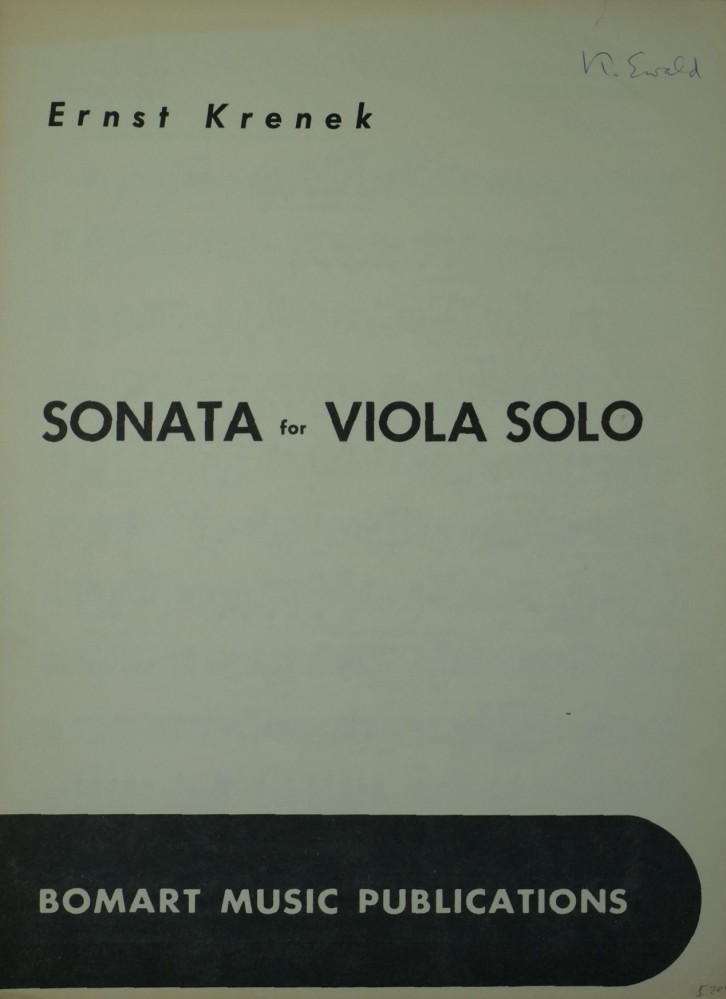 K. Ewald
Ernst Krenek
SONATA for VIOLA SOLO
BOMART MUSIC PUBLICATIONS